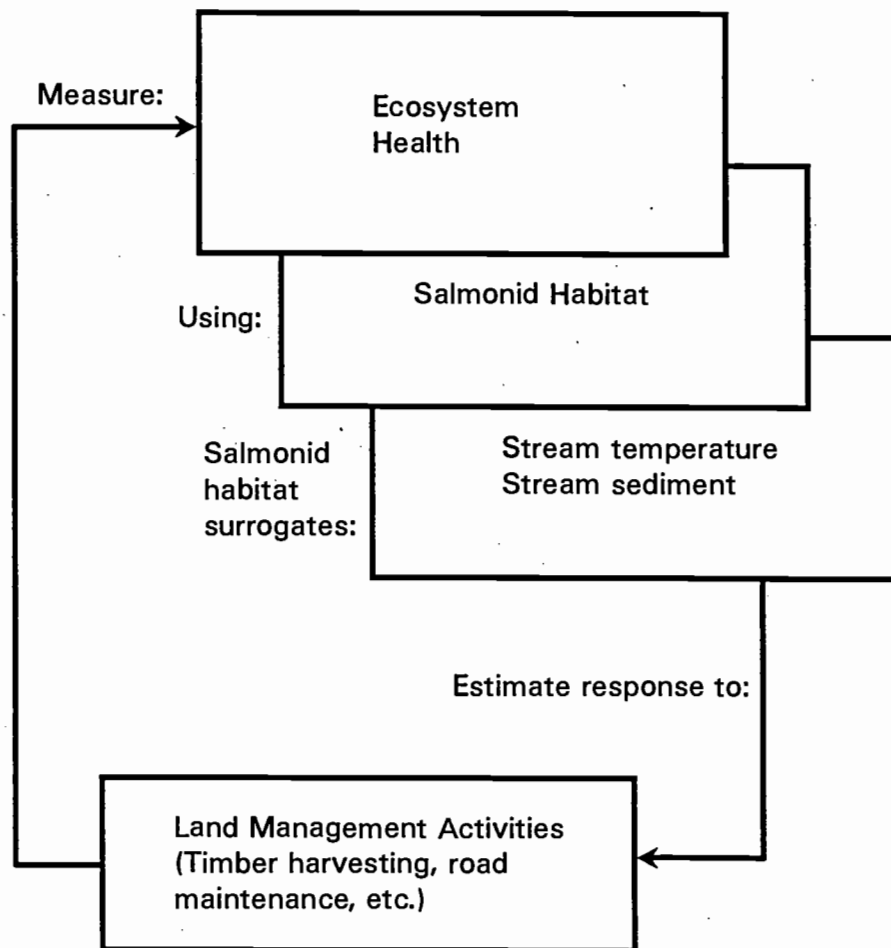 Measure:
Ecosystem
Health
Using:
Salmonid Habitat
Salmonid
habitat
surrogates:
Stream temperature
Stream sediment
Estimate response to:
Land Management Activities
(Timber harvesting, road
maintenance, etc.)